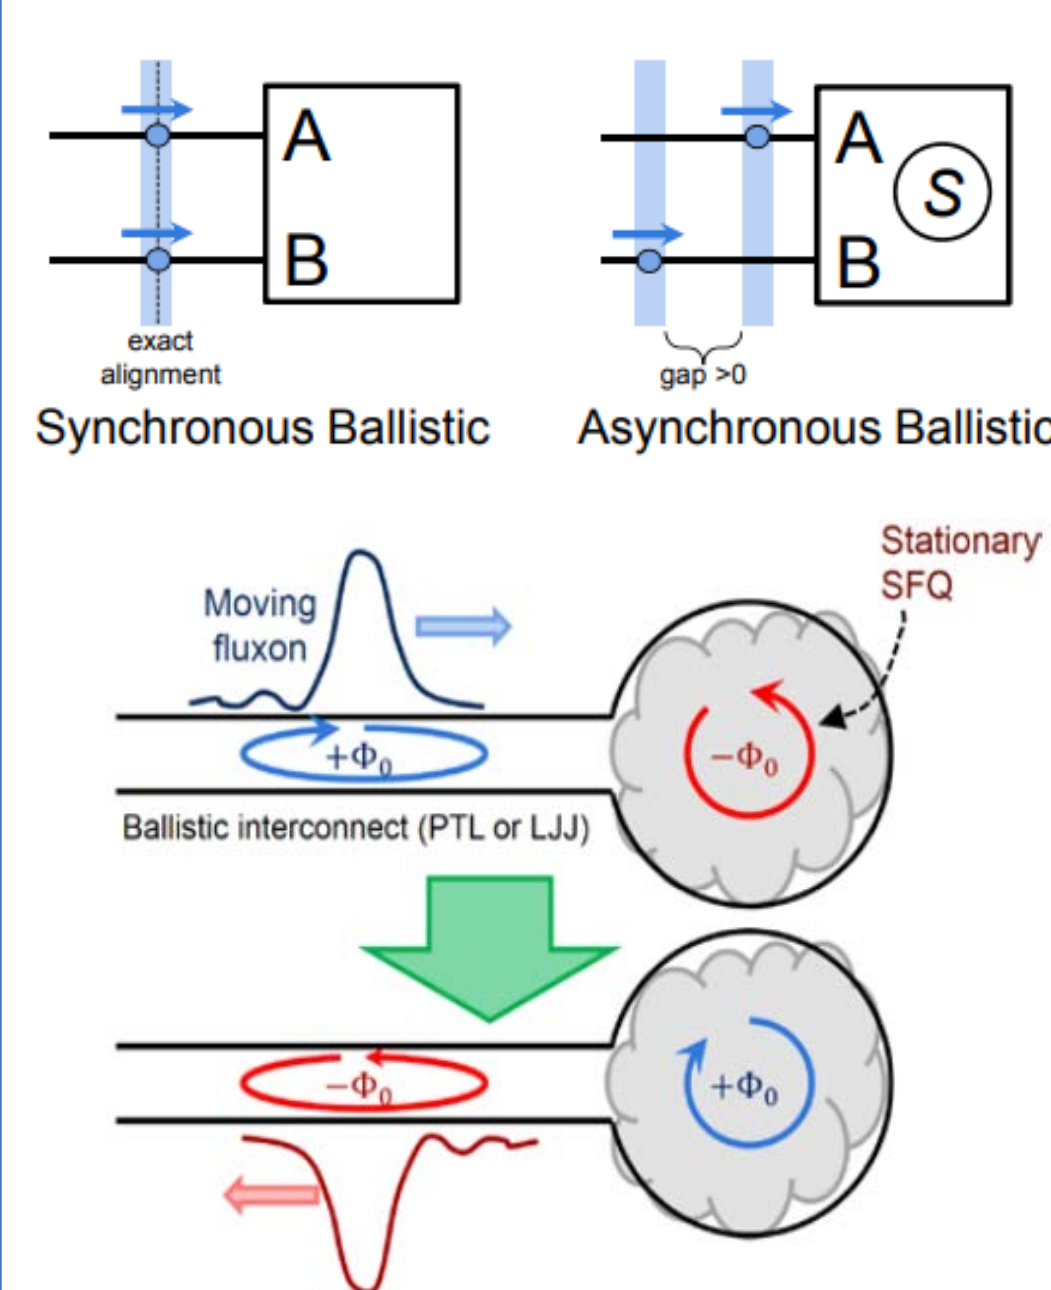 A
B
exact
alignment
Synchronous Ballistic
A
S
B
gap >0
Asynchronous Ballistic
Stationary
SFQ
Moving
fluxon
+Φ₀
−Φ₀
Ballistic interconnect (PTL or LJJ)
−Φ₀
+Φ₀